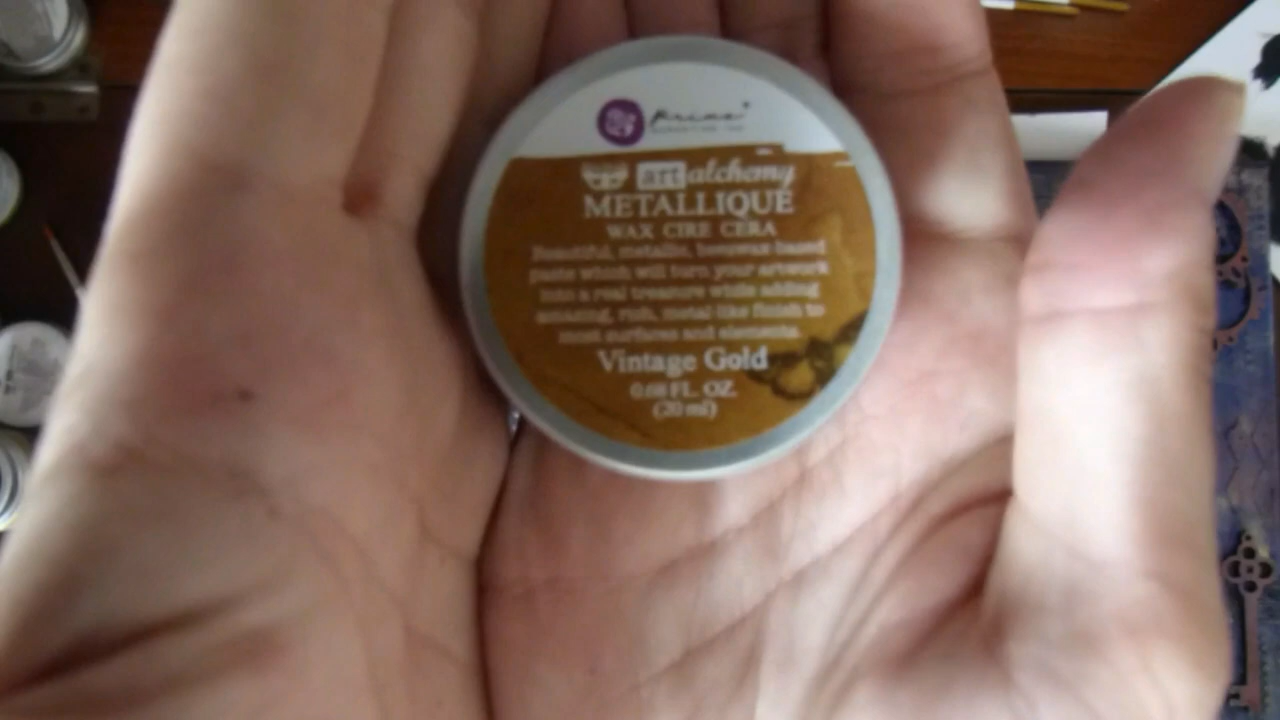 Prima
art alchemy
METALLIQUE
WAX CIRE CERA
Beautiful, metallic, beeswax-based
paste which will turn your artwork
into a real treasure while adding
amazing, rich, metal-like finish to
most surfaces and elements.
Vintage Gold
0.68 FL. OZ.
(20 ml)